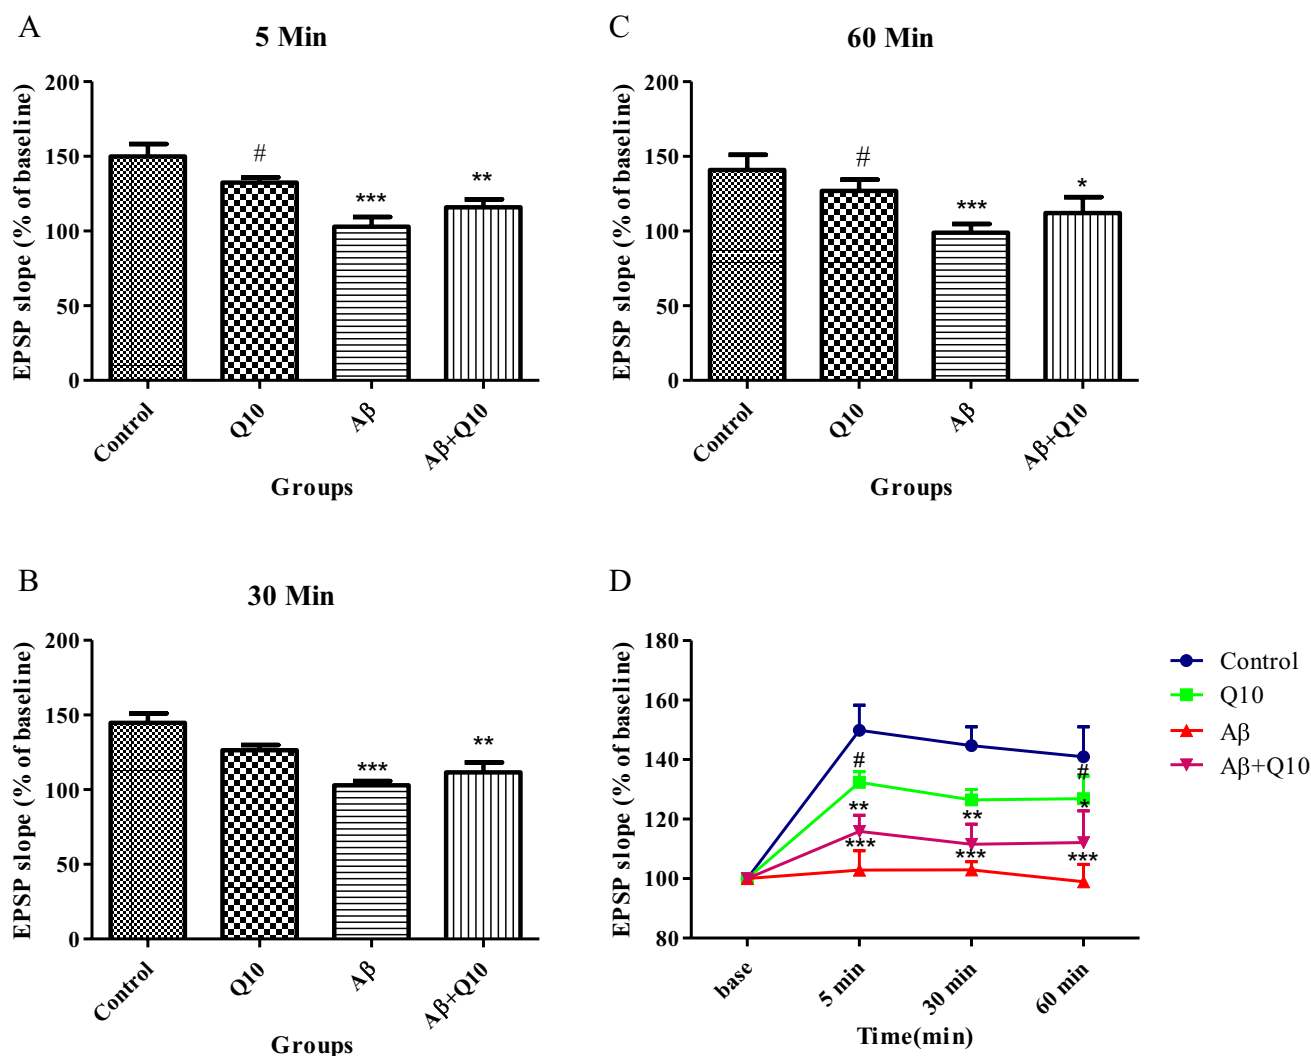 A
5 Min
EPSP slope (% of baseline)
200
150
100
50
0
#
***
**
Control
Q10
Aβ
Aβ+Q10
Groups
C
60 Min
EPSP slope (% of baseline)
200
150
100
50
0
#
***
*
Control
Q10
Aβ
Aβ+Q10
Groups
B
30 Min
EPSP slope (% of baseline)
200
150
100
50
0
***
**
Control
Q10
Aβ
Aβ+Q10
Groups
D
EPSP slope (% of baseline)
180
160
140
120
100
80
#
#
**
**
*
***
***
***
base
5 min
30 min
60 min
Time(min)
Control
Q10
Aβ
Aβ+Q10